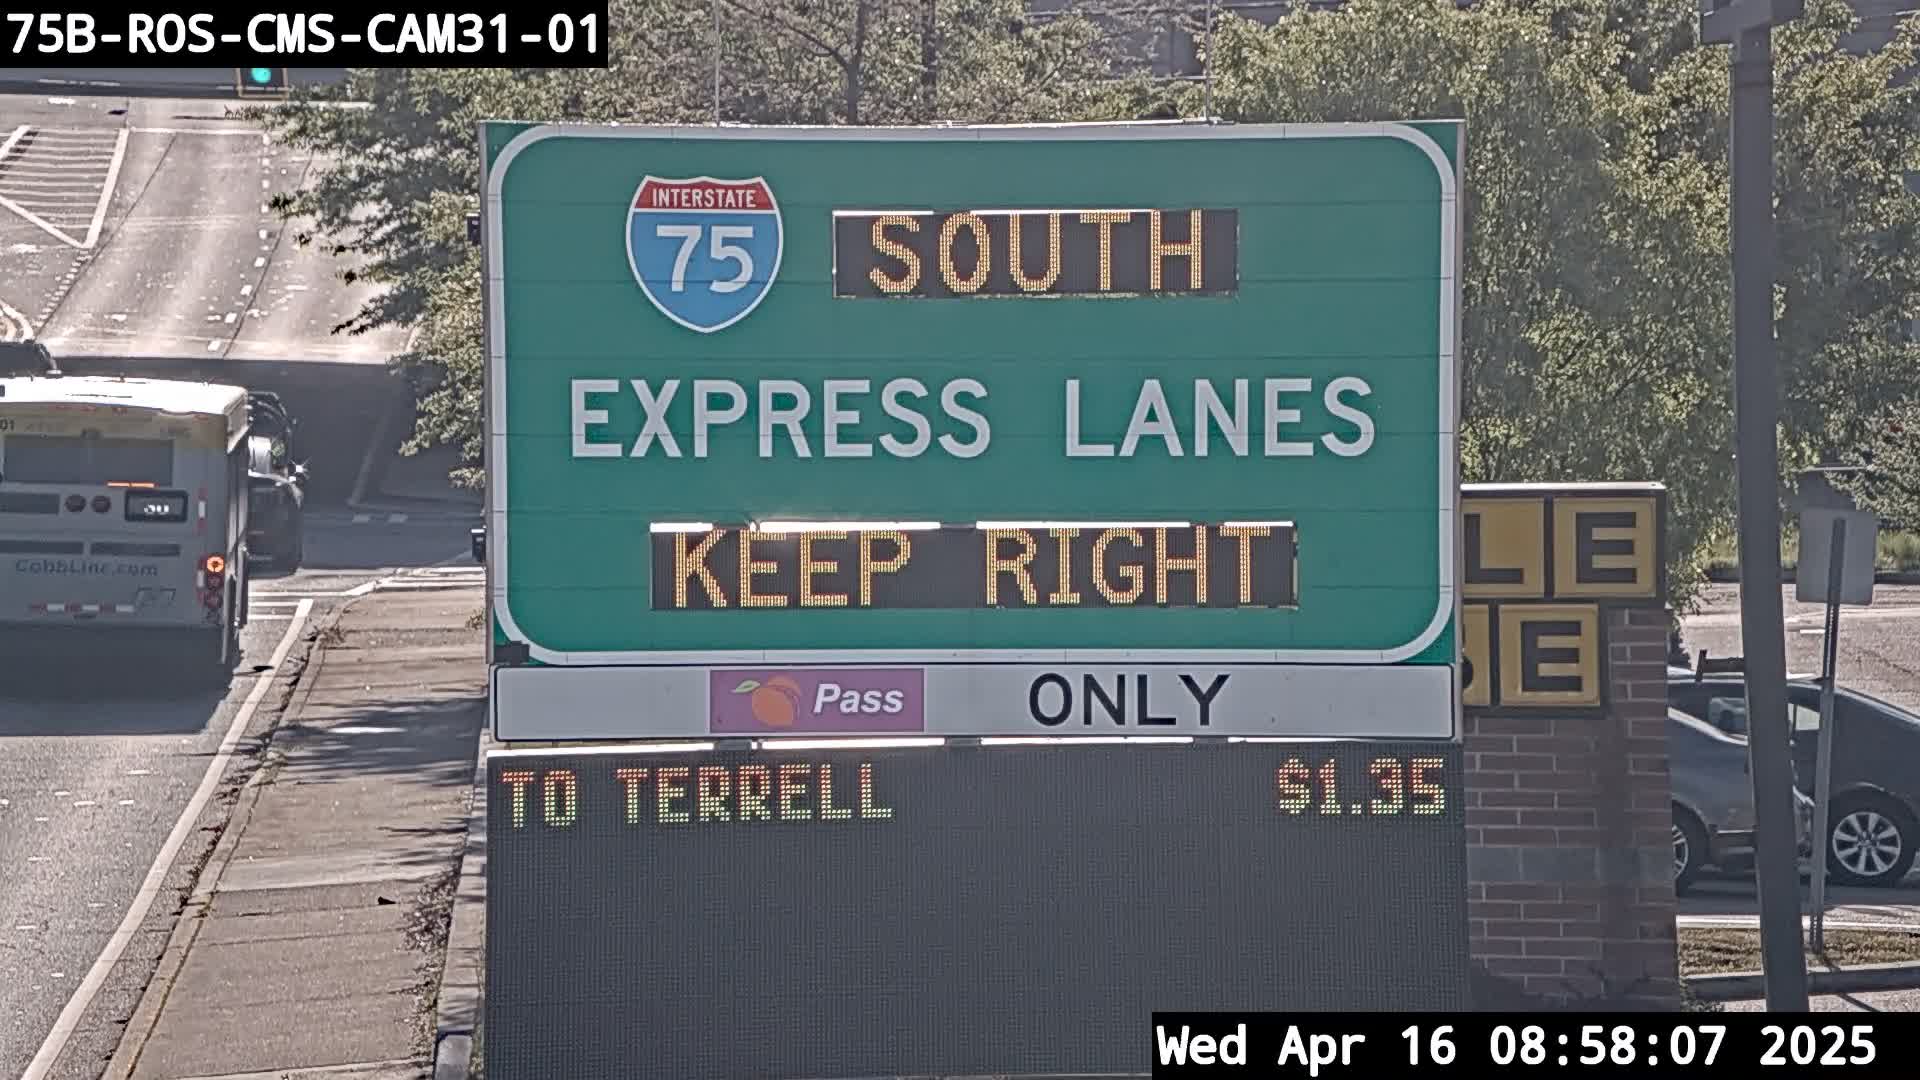 75B-ROS-CMS-CAM31-01
INTERSTATE
75
SOUTH
EXPRESS LANES
KEEP RIGHT
Pass ONLY
TO TERRELL $1.35
LE
E
CobbLinc.com
Wed Apr 16 08:58:07 2025